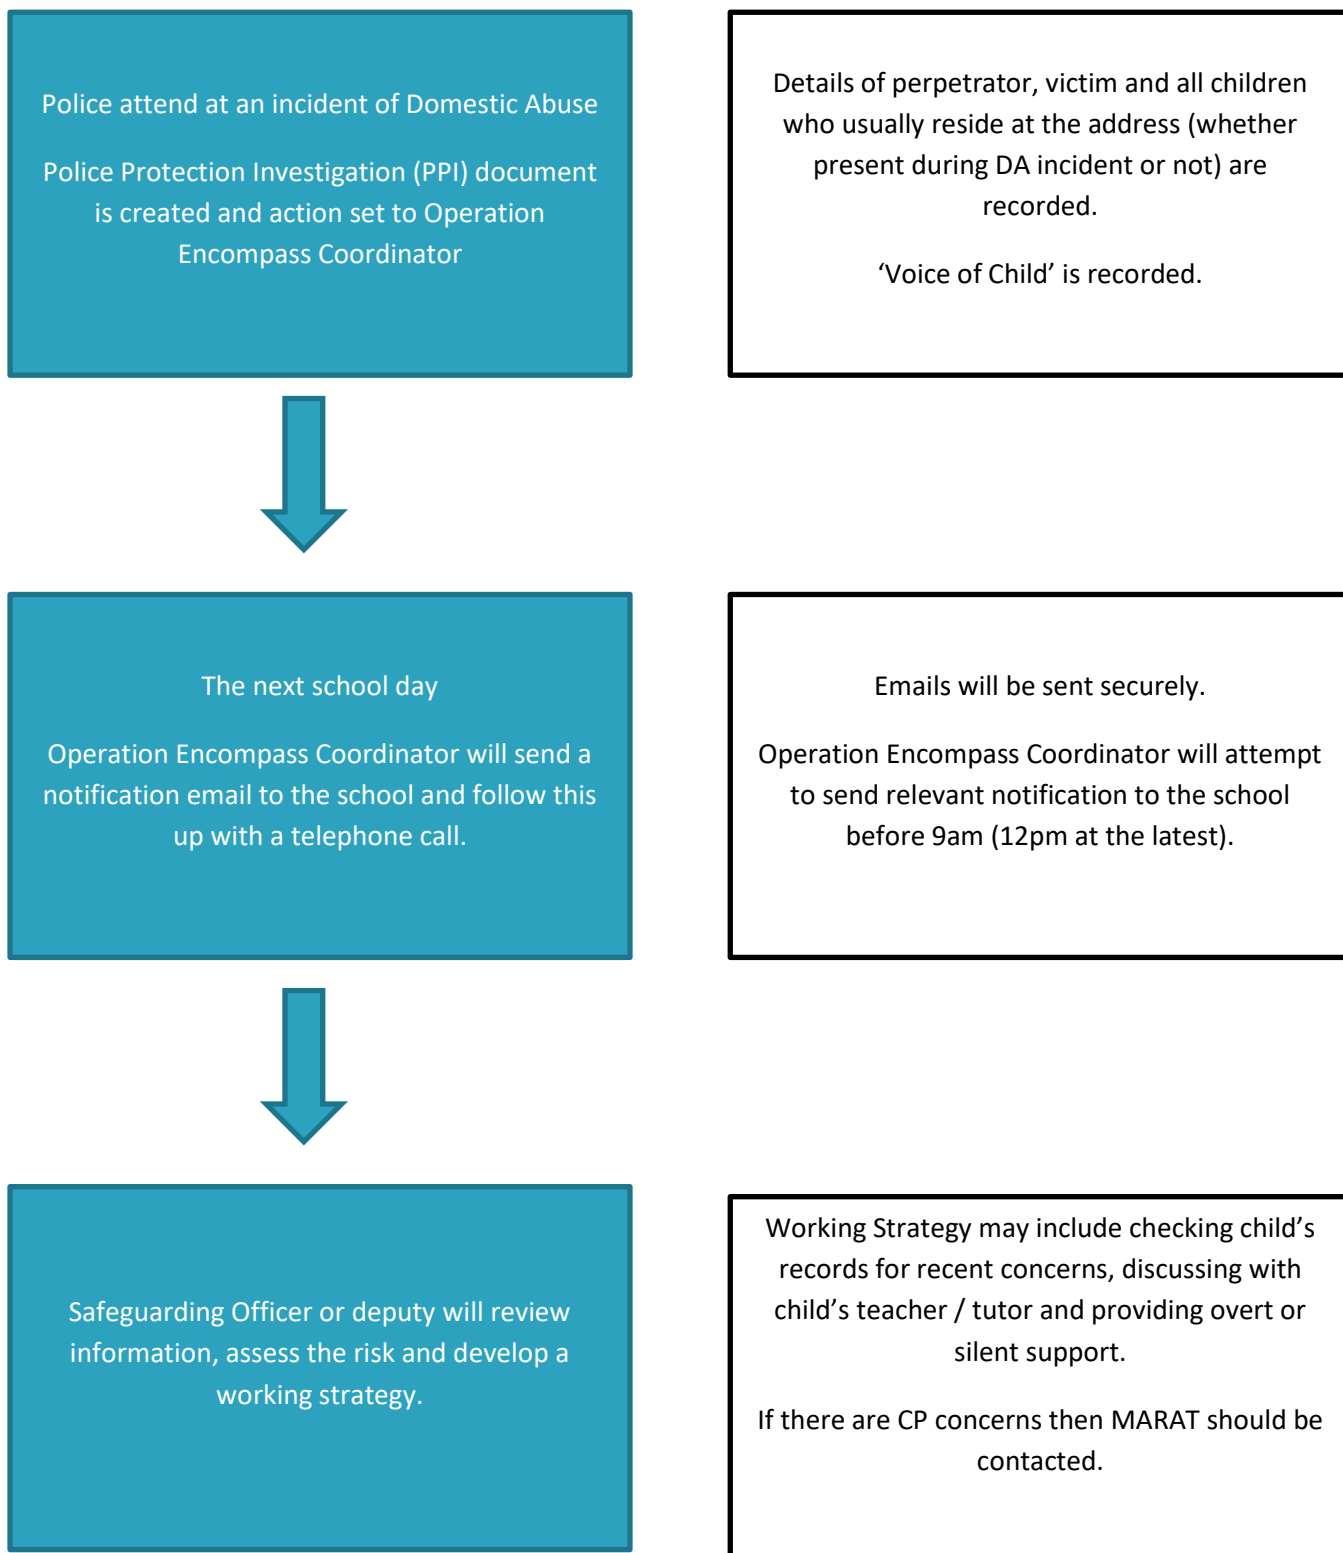 Police attend at an incident of Domestic Abuse
Police Protection Investigation (PPI) document
is created and action set to Operation
Encompass Coordinator
Details of perpetrator, victim and all children
who usually reside at the address (whether
present during DA incident or not) are
recorded.
‘Voice of Child’ is recorded.
The next school day
Operation Encompass Coordinator will send a
notification email to the school and follow this
up with a telephone call.
Emails will be sent securely.
Operation Encompass Coordinator will attempt
to send relevant notification to the school
before 9am (12pm at the latest).
Safeguarding Officer or deputy will review
information, assess the risk and develop a
working strategy.
Working Strategy may include checking child’s
records for recent concerns, discussing with
child’s teacher / tutor and providing overt or
silent support.
If there are CP concerns then MARAT should be
contacted.